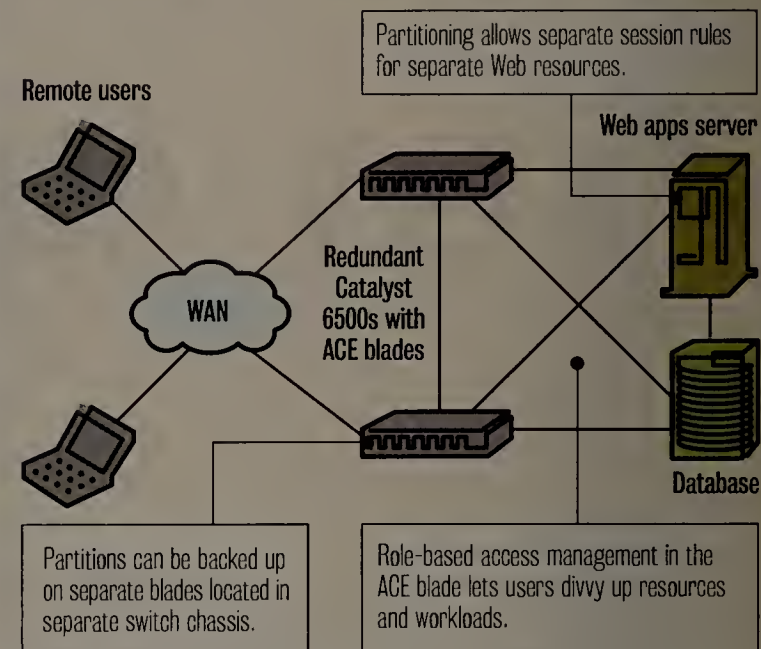 Partitioning allows separate session rules
for separate Web resources.
Remote users
Web apps server
Redundant
Catalyst
6500s with
ACE blades
WAN
Database
Partitions can be backed up
on separate blades located in
separate switch chassis.
Role-based access management in the
ACE blade lets users divvy up resources
and workloads.